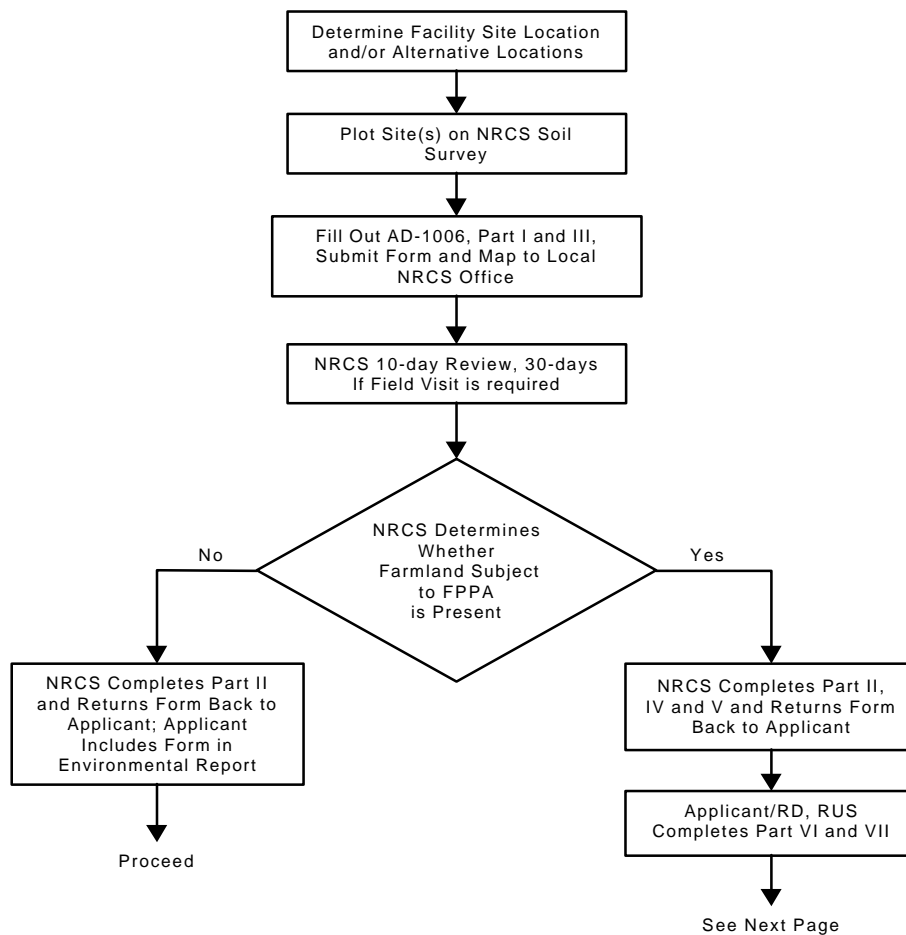 Determine Facility Site Location
and/or Alternative Locations
Plot Site(s) on NRCS Soil
Survey
Fill Out AD-1006, Part I and III,
Submit Form and Map to Local
NRCS Office
NRCS 10-day Review, 30-days
If Field Visit is required
NRCS Determines
Whether
Farmland Subject
to FPPA
is Present
No
Yes
NRCS Completes Part II
and Returns Form Back to
Applicant; Applicant
Includes Form in
Environmental Report
Proceed
NRCS Completes Part II,
IV and V and Returns Form
Back to Applicant
Applicant/RD, RUS
Completes Part VI and VII
See Next Page